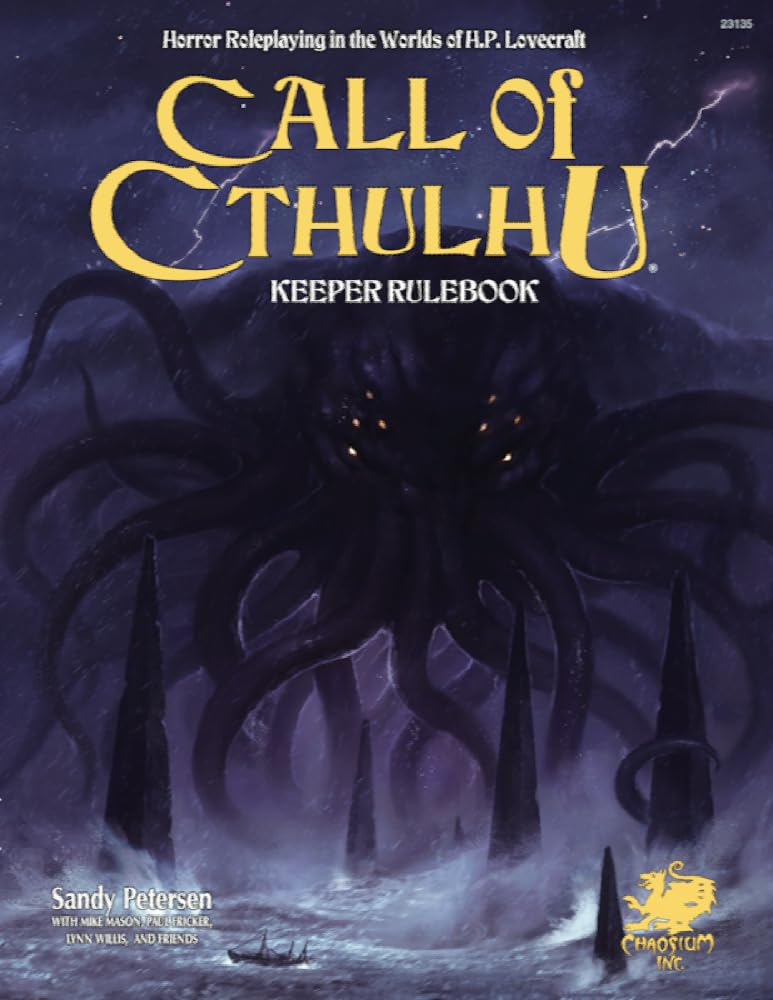 23135
Horror Roleplaying in the Worlds of H.P. Lovecraft
CALL of
CTHULHU®
KEEPER RULEBOOK
Sandy Petersen
WITH MIKE MASON, PAUL FRICKER,
LYNN WILLIS, AND FRIENDS
CHAOSIUM
INC.